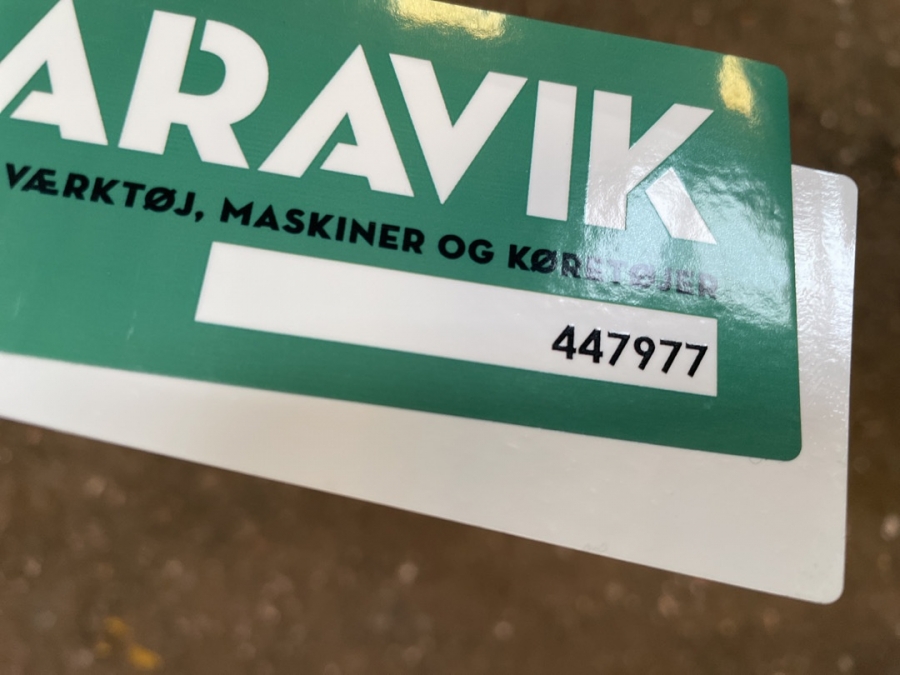 ARAVIK
VÆRKTØJ, MASKINER OG KØRETØJER
447977